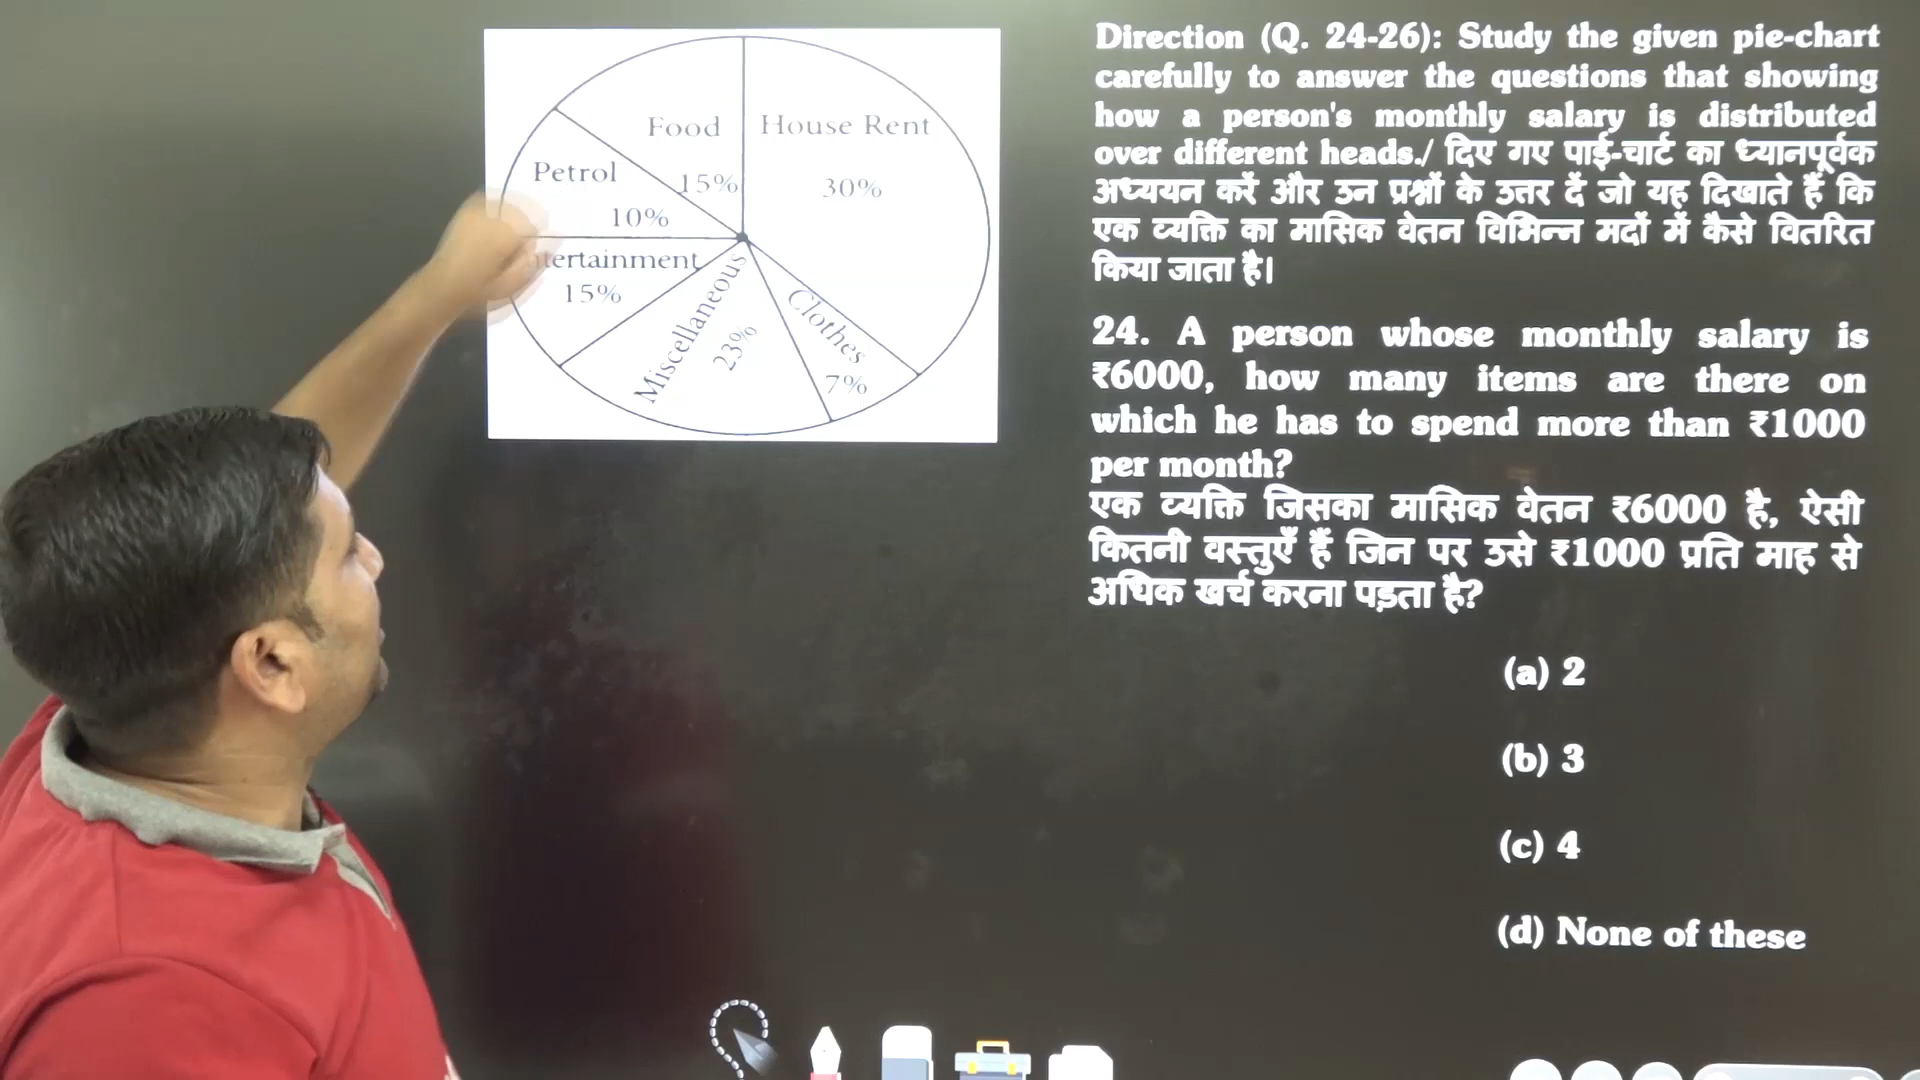 Food
15%
House Rent
30%
Petrol
10%
tertainment
15%
Miscellaneous
23%
Clothes
7%
Direction (Q. 24-26): Study the given pie-chart
carefully to answer the questions that showing
how a person's monthly salary is distributed
over different heads./ दिए गए पाई-चार्ट का ध्यानपूर्वक
अध्ययन करें और उन प्रश्नों के उत्तर दें जो यह दिखाते हैं कि
एक व्यक्ति का मासिक वेतन विभिन्न मदों में कैसे वितरित
किया जाता है।
24. A person whose monthly salary is
₹6000, how many items are there on
which he has to spend more than ₹1000
per month?
एक व्यक्ति जिसका मासिक वेतन ₹6000 है, ऐसी
कितनी वस्तुएँ हैं जिन पर उसे ₹1000 प्रति माह से
अधिक खर्च करना पड़ता है?
(a) 2
(b) 3
(c) 4
(d) None of these